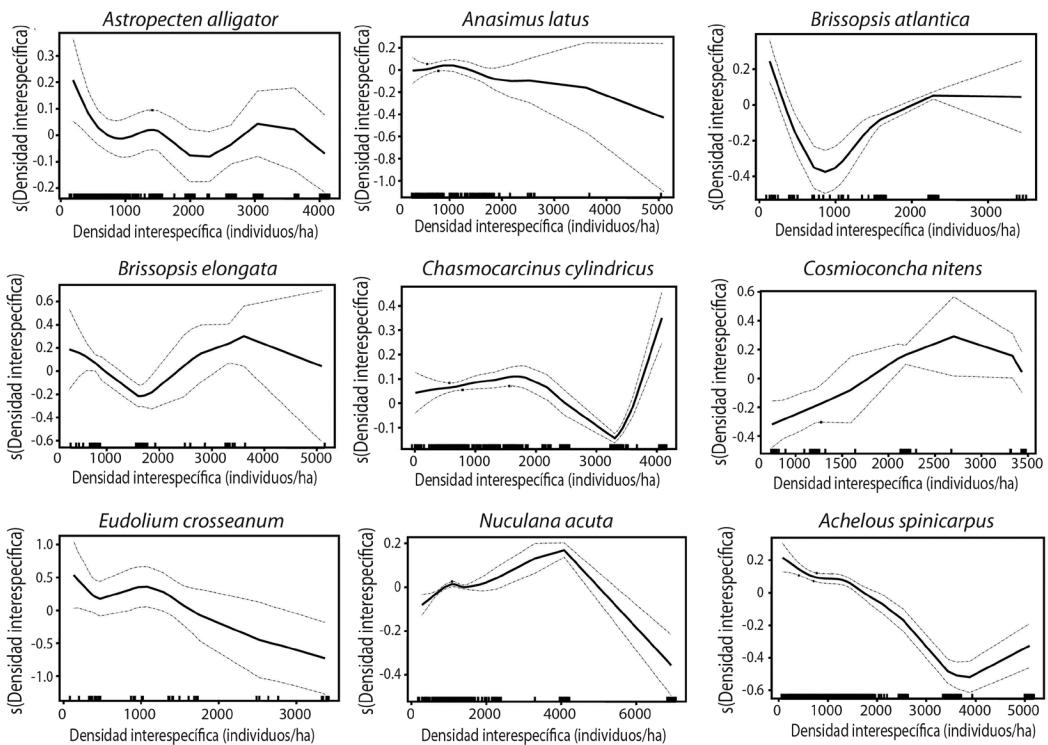 Astropecten alligator
Anasimus latus
Brissopsis atlantica
s(Densidad interespecífica)
0.3
0.2
0.1
0
-0.1
-0.2
0 1000 2000 3000 4000
Densidad interespecífica (individuos/ha)
s(Densidad interespecífica)
0.2
0
-0.2
-0.4
-0.6
-1.0
0 1000 2000 3000 4000 5000
Densidad interespecífica (individuos/ha)
s(Densidad interespecífica)
0.2
0
-0.2
-0.4
0 1000 2000 3000
Densidad interespecífica (individuos/ha)
Brissopsis elongata
Chasmocarcinus cylindricus
Cosmioconcha nitens
s(Densidad interespecífica)
0.6
0.4
0.2
0
-0.2
-0.4
-0.6
0 1000 2000 3000 4000 5000
Densidad interespecífica (individuos/ha)
s(Densidad interespecífica)
0.4
0.3
0.2
0.1
0
-0.1
0 1000 2000 3000 4000
Densidad interespecífica (individuos/ha)
s(Densidad interespecífica)
0.6
0.4
0.2
0
-0.2
-0.4
1000 1500 2000 2500 3000 3500
Densidad interespecífica (individuos/ha)
Eudolium crosseanum
Nuculana acuta
Achelous spinicarpus
s(Densidad interespecífica)
1.0
0.5
0
-0.5
-1.0
0 1000 2000 3000
Densidad interespecífica (individuos/ha)
s(Densidad interespecífica)
0.2
0
-0.2
-0.4
0 2000 4000 6000
Densidad interespecífica (individuos/ha)
s(Densidad interespecífica)
0.2
0
-0.2
-0.4
-0.6
0 1000 2000 3000 4000 5000
Densidad interespecífica (individuos/ha)